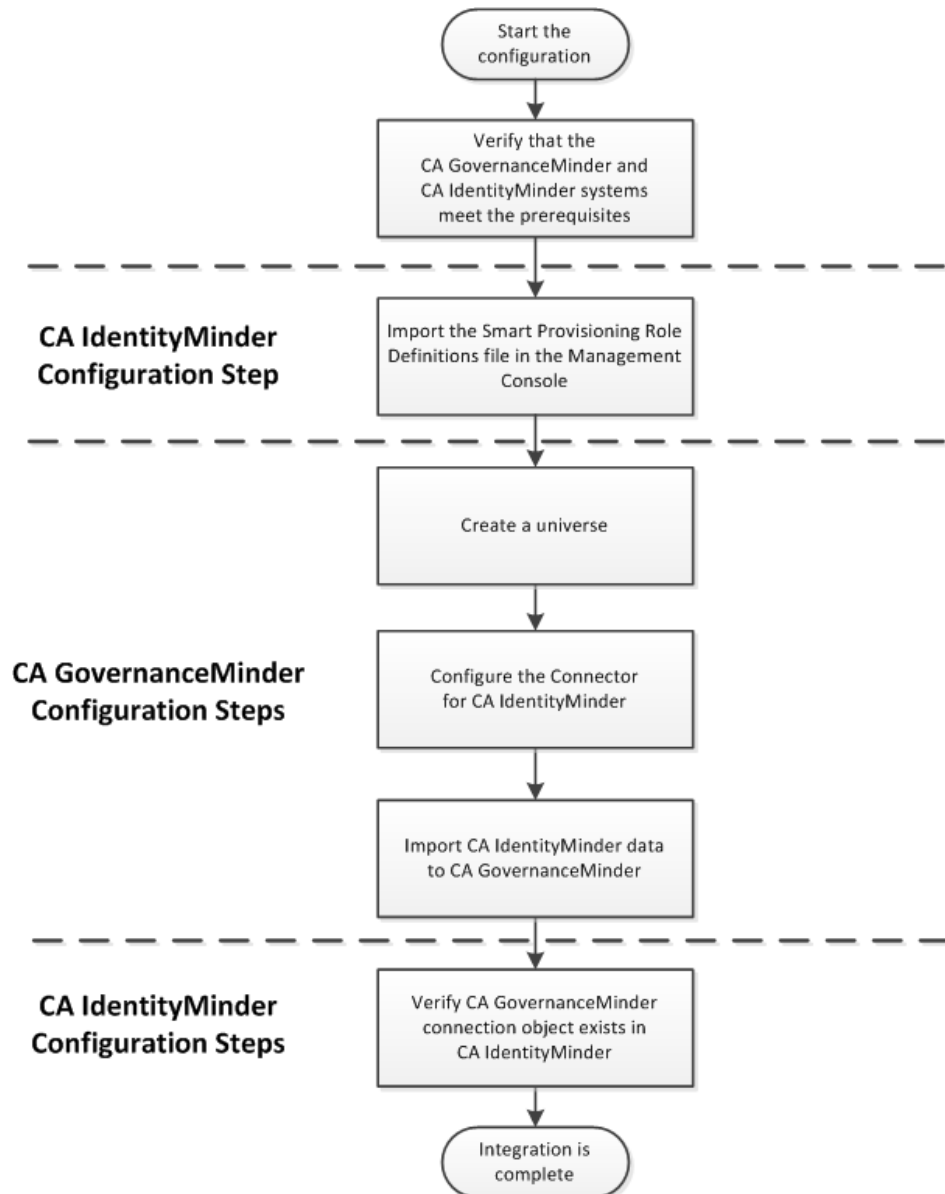 Start the
configuration
Verify that the
CA GovernanceMinder and
CA IdentityMinder systems
meet the prerequisites
CA IdentityMinder
Configuration Step
Import the Smart Provisioning Role
Definitions file in the Management
Console
Create a universe
CA GovernanceMinder
Configuration Steps
Configure the Connector
for CA IdentityMinder
Import CA IdentityMinder data
to CA GovernanceMinder
CA IdentityMinder
Configuration Steps
Verify CA GovernanceMinder
connection object exists in
CA IdentityMinder
Integration is
complete